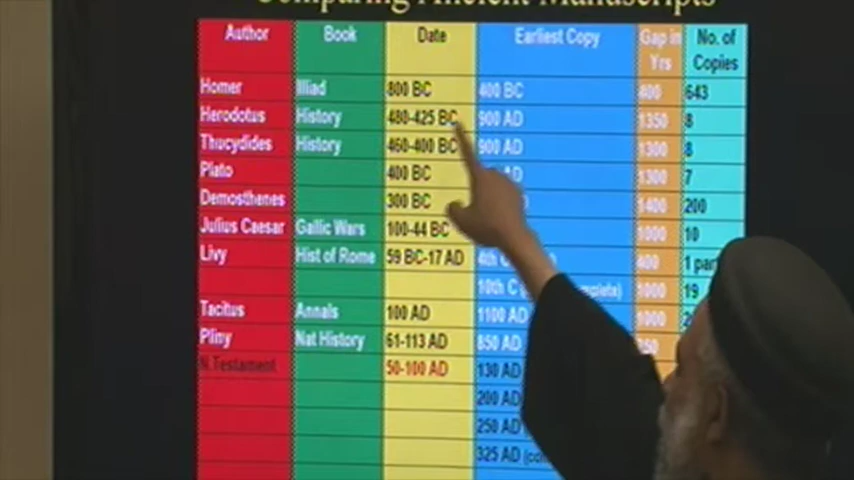 Comparing Ancient Manuscripts
Author Book Date Earliest Copy Gap in Yrs No. of Copies
Homer Illiad 800 BC 400 BC 400 643
Herodotus History 480-425 BC 900 AD 1350 8
Thucydides History 460-400 BC 900 AD 1300 8
Plato 400 BC AD 1300 7
Demosthenes 300 BC AD 1400 200
Julius Caesar Gallic Wars 100-44 BC 1000 10
Livy Hist of Rome 59 BC-17 AD 4th 400 1
10th 1000 19
Tacitus Annals 100 AD 1100 AD 1000
Pliny Nat History 61-113 AD 850 AD
N.Testament 50-100 AD 130 AD
200 AD
250 AD
325 AD